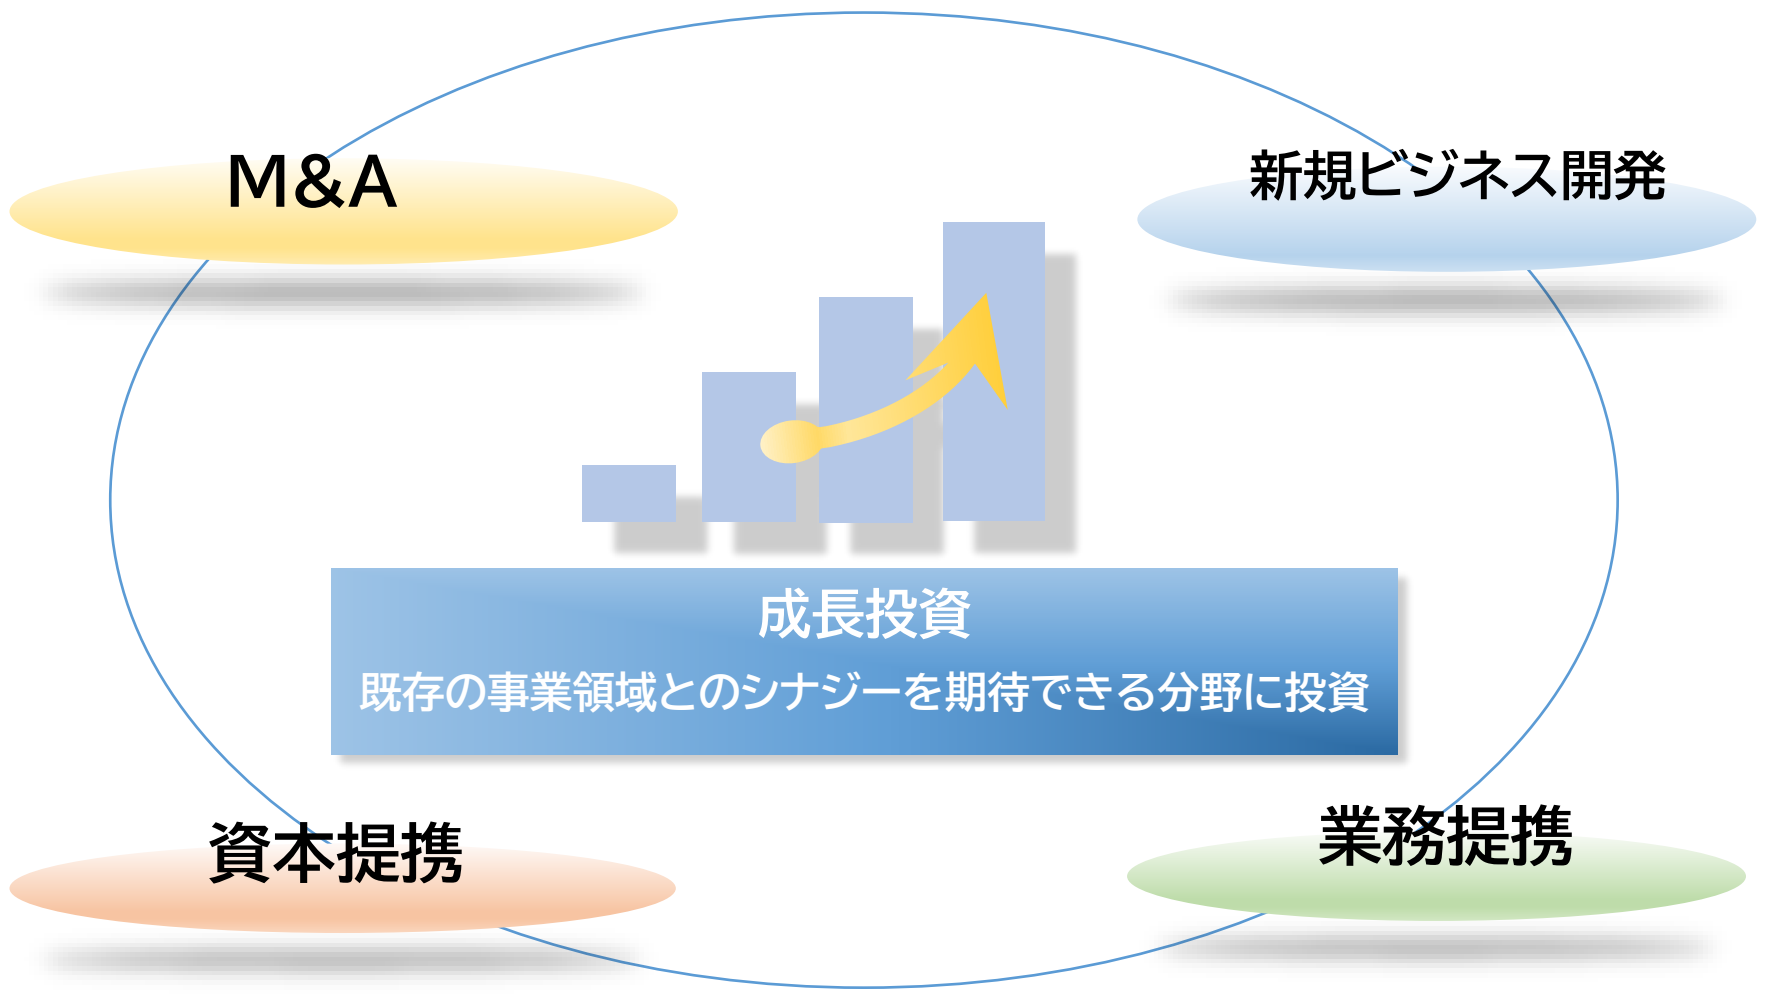 M&A
新規ビジネス開発
成長投資
既存の事業領域とのシナジーを期待できる分野に投資
資本提携
業務提携